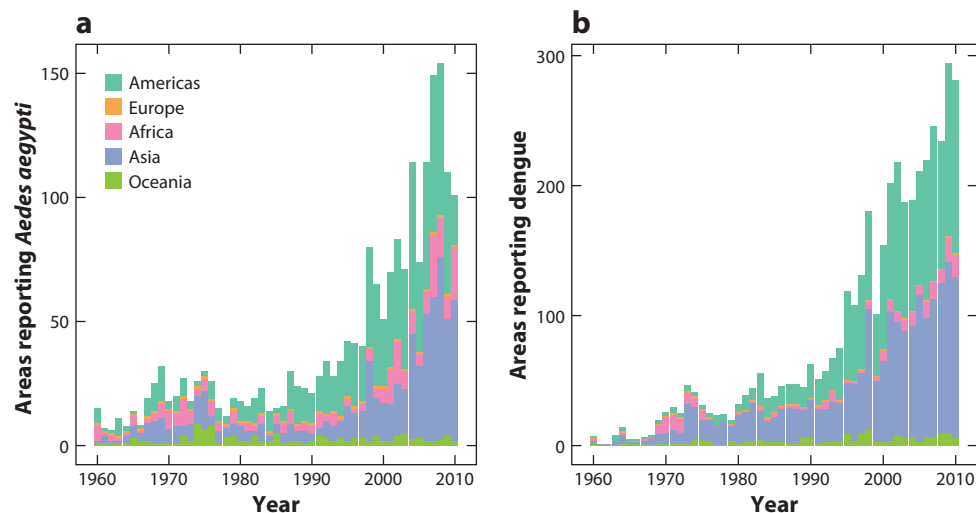 a
150
100
50
0
Areas reporting Aedes aegypti
Americas
Europe
Africa
Asia
Oceania
1960
1970
1980
1990
2000
2010
Year
b
300
200
100
0
Areas reporting dengue
1960
1970
1980
1990
2000
2010
Year